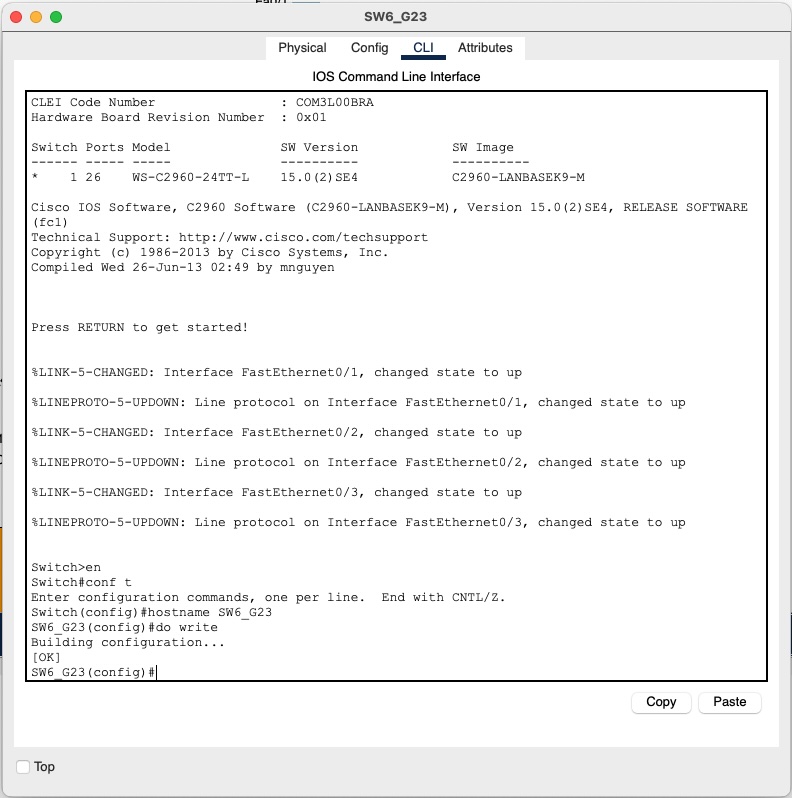 SW6_G23
Physical Config CLI Attributes
IOS Command Line Interface
CLEI Code Number                : COM3L00BRA
Hardware Board Revision Number  : 0x01
Switch Ports Model              SW Version            SW Image
------ ----- -----              ----------            ----------
*    1 26    WS-C2960-24TT-L    15.0(2)SE4            C2960-LANBASEK9-M
Cisco IOS Software, C2960 Software (C2960-LANBASEK9-M), Version 15.0(2)SE4, RELEASE SOFTWARE
(fc1)
Technical Support: http://www.cisco.com/techsupport
Copyright (c) 1986-2013 by Cisco Systems, Inc.
Compiled Wed 26-Jun-13 02:49 by mnguyen
Press RETURN to get started!
%LINK-5-CHANGED: Interface FastEthernet0/1, changed state to up
%LINEPROTO-5-UPDOWN: Line protocol on Interface FastEthernet0/1, changed state to up
%LINK-5-CHANGED: Interface FastEthernet0/2, changed state to up
%LINEPROTO-5-UPDOWN: Line protocol on Interface FastEthernet0/2, changed state to up
%LINK-5-CHANGED: Interface FastEthernet0/3, changed state to up
%LINEPROTO-5-UPDOWN: Line protocol on Interface FastEthernet0/3, changed state to up
Switch>en
Switch#conf t
Enter configuration commands, one per line.  End with CNTL/Z.
Switch(config)#hostname SW6_G23
SW6_G23(config)#do write
Building configuration...
[OK]
SW6_G23(config)#
Copy Paste
Top